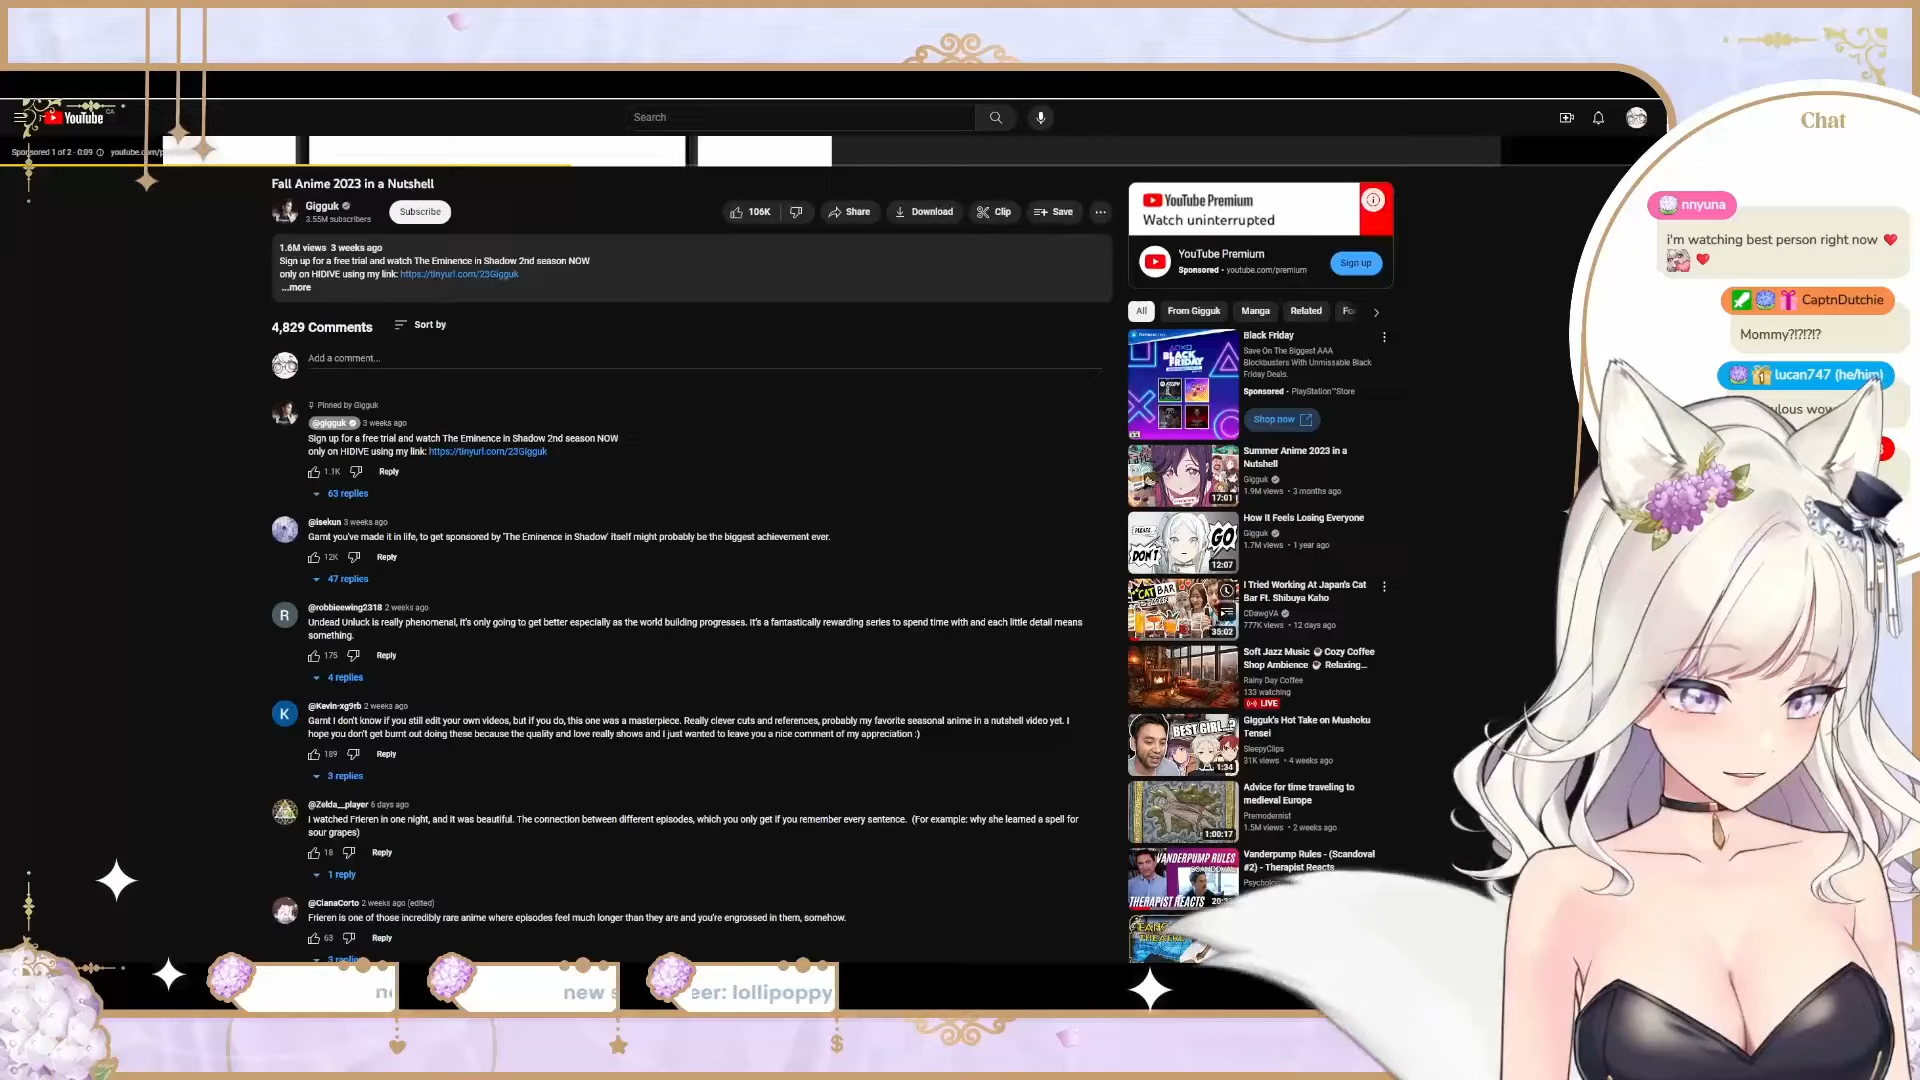 YouTube CA
Search
Sponsored 1 of 2 · 0:09 youtube.com/p
Fall Anime 2023 in a Nutshell
Gigguk
3.55M subscribers
Subscribe
106K
Share
Download
Clip
Save
1.6M views 3 weeks ago
Sign up for a free trial and watch The Eminence in Shadow 2nd season NOW
only on HIDIVE using my link: https://tinyurl.com/23Gigguk
...more
4,829 Comments
Sort by
Add a comment...
Pinned by Gigguk
@gigguk 3 weeks ago
Sign up for a free trial and watch The Eminence in Shadow 2nd season NOW
only on HIDIVE using my link: https://tinyurl.com/23Gigguk
1.1K Reply
63 replies
@isekun 3 weeks ago
Garnt you've made it in life, to get sponsored by 'The Eminence in Shadow' itself might probably be the biggest achievement ever.
12K Reply
47 replies
R
@robbieewing2318 2 weeks ago
Undead Unluck is really phenomenal, it's only going to get better especially as the world building progresses. It's a fantastically rewarding series to spend time with and each little detail means
something.
175 Reply
4 replies
K
@Kevin-xg9rb 2 weeks ago
Garnt I don't know if you still edit your own videos, but if you do, this one was a masterpiece. Really clever cuts and references, probably my favorite seasonal anime in a nutshell video yet. I
hope you don't get burnt out doing these because the quality and love really shows and I just wanted to leave you a nice comment of my appreciation :)
189 Reply
3 replies
@Zelda__player 6 days ago
I watched Frieren in one night, and it was beautiful. The connection between different episodes, which you only get if you remember every sentence. (For example: why she learned a spell for
sour grapes)
18 Reply
1 reply
@CianaCorto 2 weeks ago (edited)
Frieren is one of those incredibly rare anime where episodes feel much longer than they are and you're engrossed in them, somehow.
63 Reply
3 replies
YouTube Premium
Watch uninterrupted
YouTube Premium
Sponsored · youtube.com/premium
Sign up
All
From Gigguk
Manga
Related
BLACK
FRIDAY
Black Friday
Save On The Biggest AAA
Blockbusters With Unmissable Black
Friday Deals.
Sponsored · PlayStation™Store
Shop now
17:01
Summer Anime 2023 in a
Nutshell
Gigguk
1.9M views · 3 months ago
PLEASE..
DON'T
GO
12:07
How It Feels Losing Everyone
Gigguk
1.7M views · 1 year ago
CAT BAR
35:02
I Tried Working At Japan's Cat
Bar Ft. Shibuya Kaho
CDawgVA
777K views · 12 days ago
Soft Jazz Music Cozy Coffee
Shop Ambience Relaxing...
Rainy Day Coffee
133 watching
LIVE
BEST GIRL..?
1:34
Gigguk's Hot Take on Mushoku
Tensei
SleepyClips
31K views · 4 weeks ago
1:00:17
Advice for time traveling to
medieval Europe
Premodernist
1.5M views · 2 weeks ago
VANDERPUMP RULES
SCANDOVAL
THERAPIST REACTS
Vanderpump Rules - (Scandoval
#2) - Therapist Reacts
THEATRE
Chat
nnyuna
i'm watching best person right now
CaptnDutchie
Mommy?!?!?!?
lucan747 (he/him)
ulous wow
new s
eer: lollipoppy
$